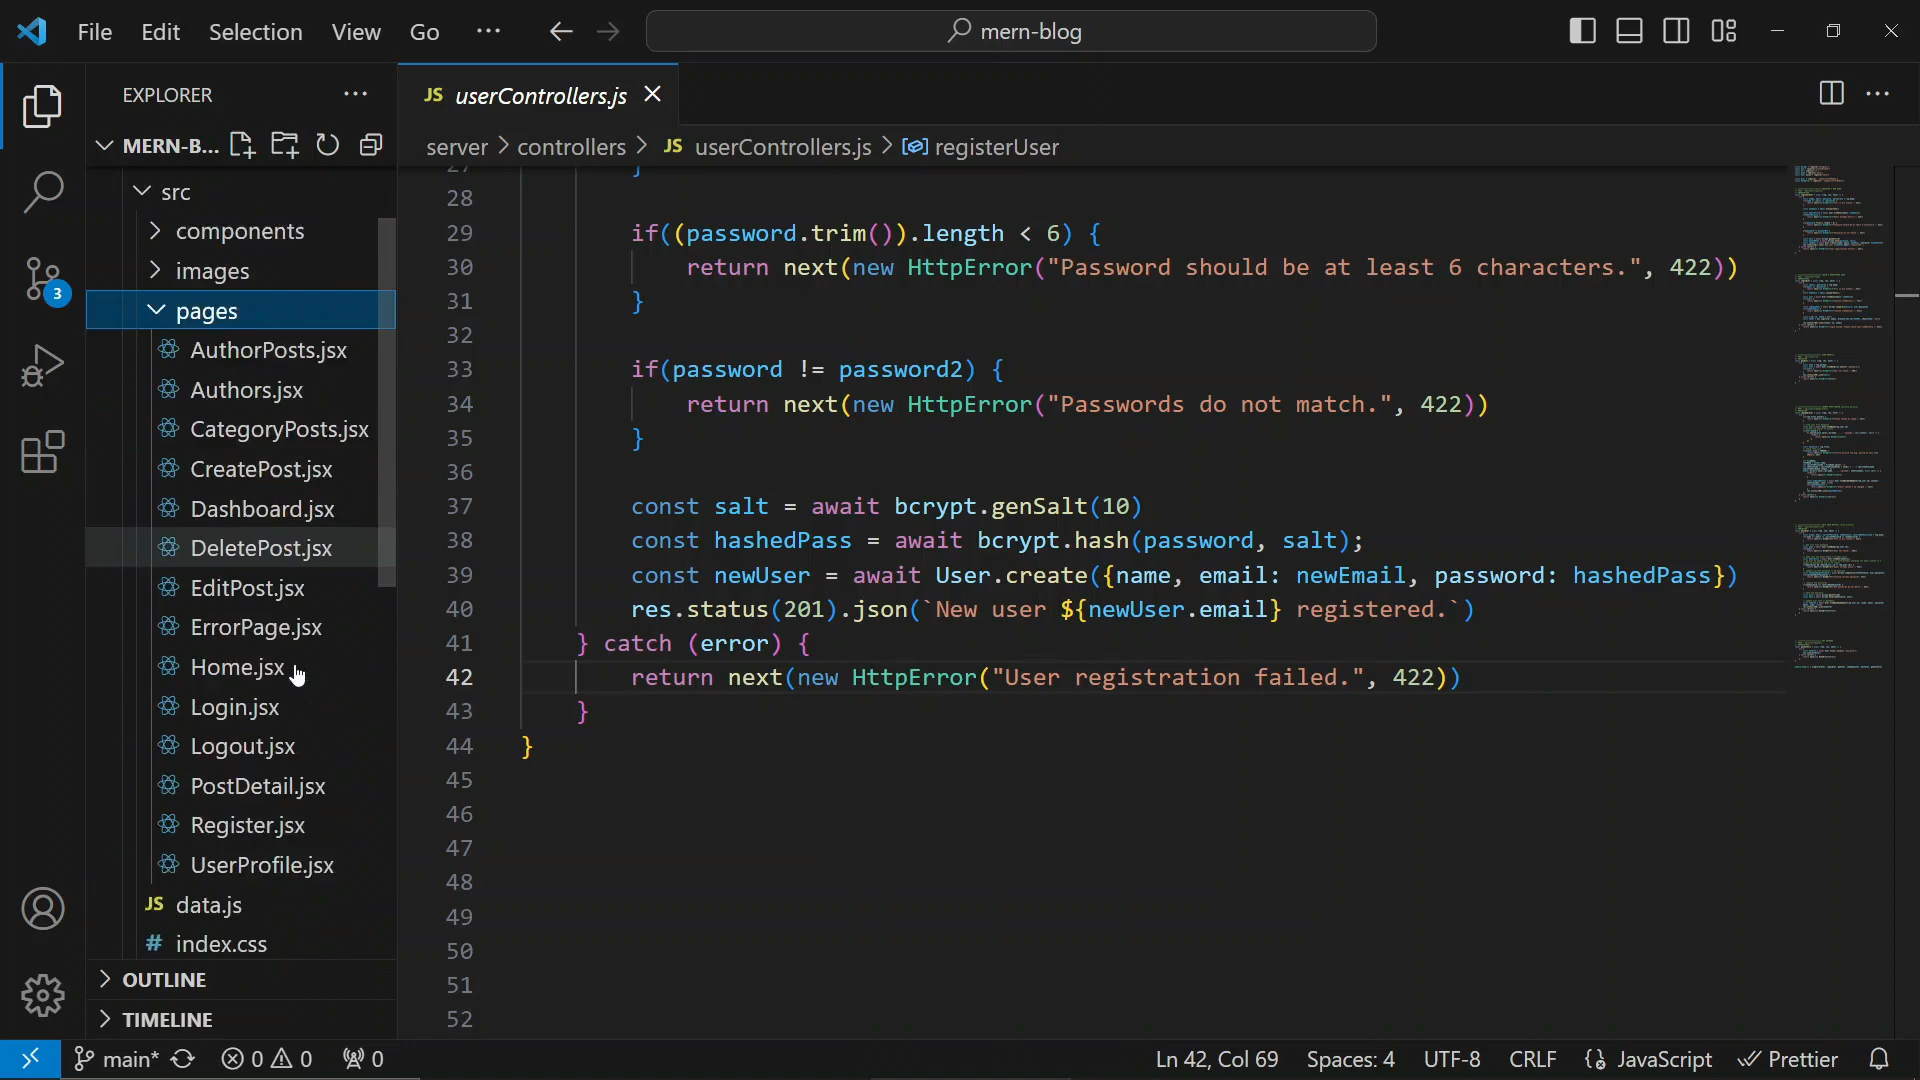 File Edit Selection View Go ··· mern-blog
EXPLORER
MERN-B...
src
components
images
pages
AuthorPosts.jsx
Authors.jsx
CategoryPosts.jsx
CreatePost.jsx
Dashboard.jsx
DeletePost.jsx
EditPost.jsx
ErrorPage.jsx
Home.jsx
Login.jsx
Logout.jsx
PostDetail.jsx
Register.jsx
UserProfile.jsx
JS data.js
# index.css
OUTLINE
TIMELINE
3
JS userControllers.js
server > controllers > JS userControllers.js > registerUser
27 }
28
29 if((password.trim()).length < 6) {
30 return next(new HttpError("Password should be at least 6 characters.", 422))
31 }
32
33 if(password != password2) {
34 return next(new HttpError("Passwords do not match.", 422))
35 }
36
37 const salt = await bcrypt.genSalt(10)
38 const hashedPass = await bcrypt.hash(password, salt);
39 const newUser = await User.create({name, email: newEmail, password: hashedPass})
40 res.status(201).json(`New user ${newUser.email} registered.`)
41 } catch (error) {
42 return next(new HttpError("User registration failed.", 422))
43 }
44 }
45
46
47
48
49
50
51
52
main* 0 0 0 Ln 42, Col 69 Spaces: 4 UTF-8 CRLF JavaScript Prettier